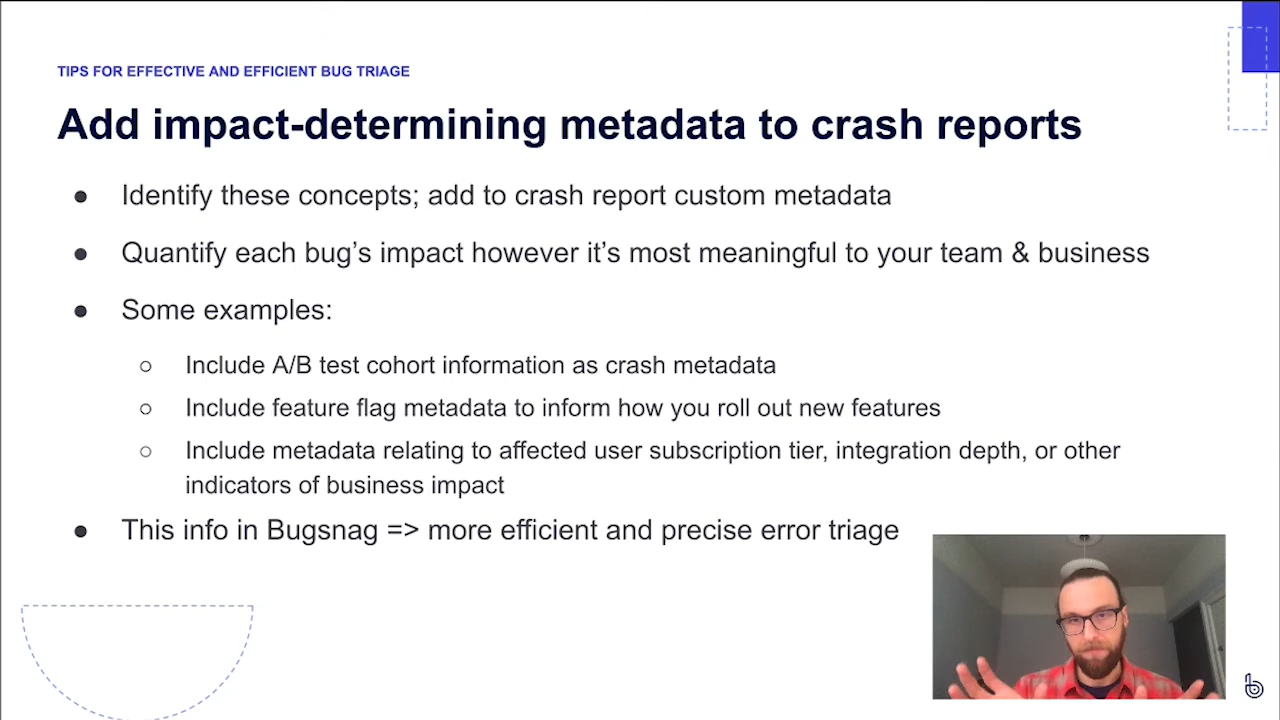 TIPS FOR EFFECTIVE AND EFFICIENT BUG TRIAGE
Add impact-determining metadata to crash reports
● Identify these concepts; add to crash report custom metadata
● Quantify each bug’s impact however it’s most meaningful to your team & business
● Some examples:
○ Include A/B test cohort information as crash metadata
○ Include feature flag metadata to inform how you roll out new features
○ Include metadata relating to affected user subscription tier, integration depth, or other
indicators of business impact
● This info in Bugsnag => more efficient and precise error triage